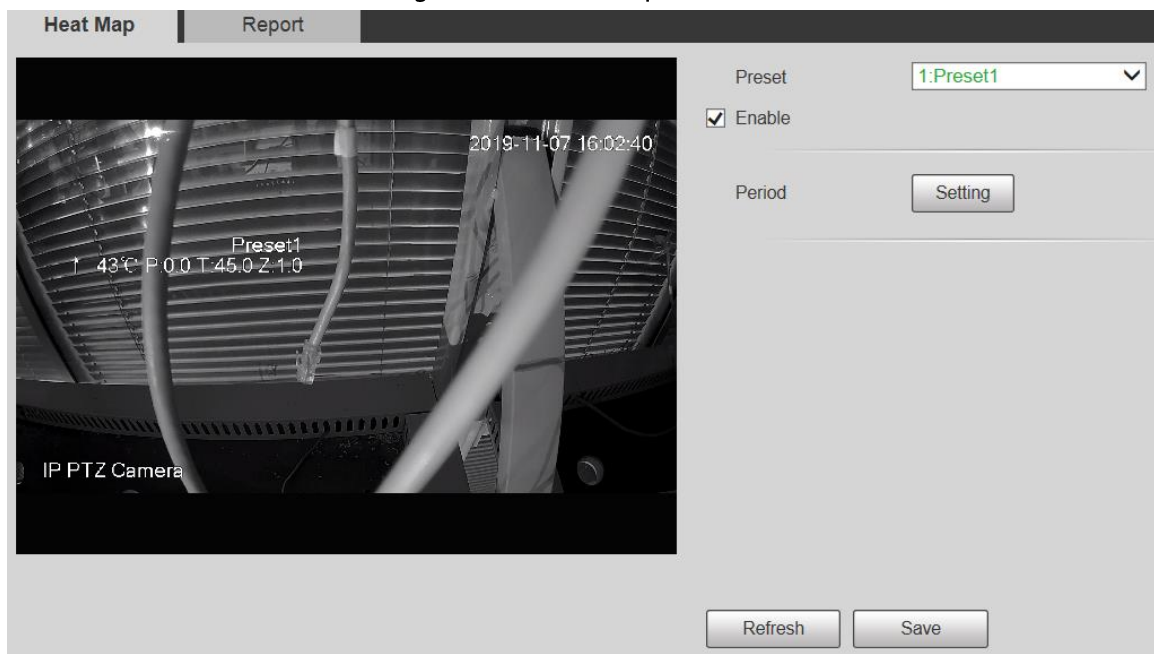 Heat Map Report
Preset 1:Preset1
Enable
2019-11-07 16:02:40
Period Setting
Preset1
↑ 43℃ P:0.0 T:45.0 Z:1.0
IP PTZ Camera
Refresh Save